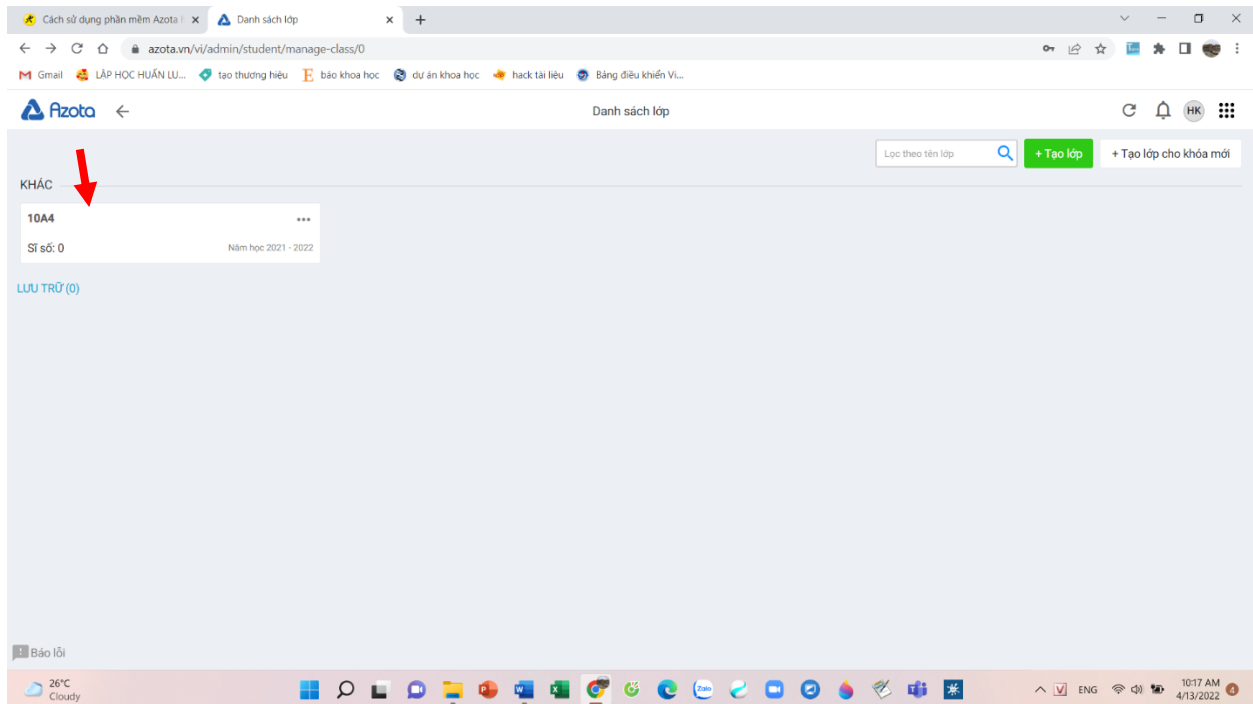 Cách sử dụng phần mềm Azota
Danh sách lớp
azota.vn/vi/admin/student/manage-class/0
Gmail
LỚP HỌC HUẤN LU...
tạo thương hiệu
báo khoa học
dự án khoa học
hack tài liệu
Bảng điều khiển Vi...
Azota
Danh sách lớp
HK
Lọc theo tên lớp
+ Tạo lớp
+ Tạo lớp cho khóa mới
KHÁC
10A4
Sĩ số: 0
Năm học 2021 - 2022
LƯU TRỮ (0)
Báo lỗi
26°C
Cloudy
Zalo
V
ENG
10:17 AM
4/13/2022
4